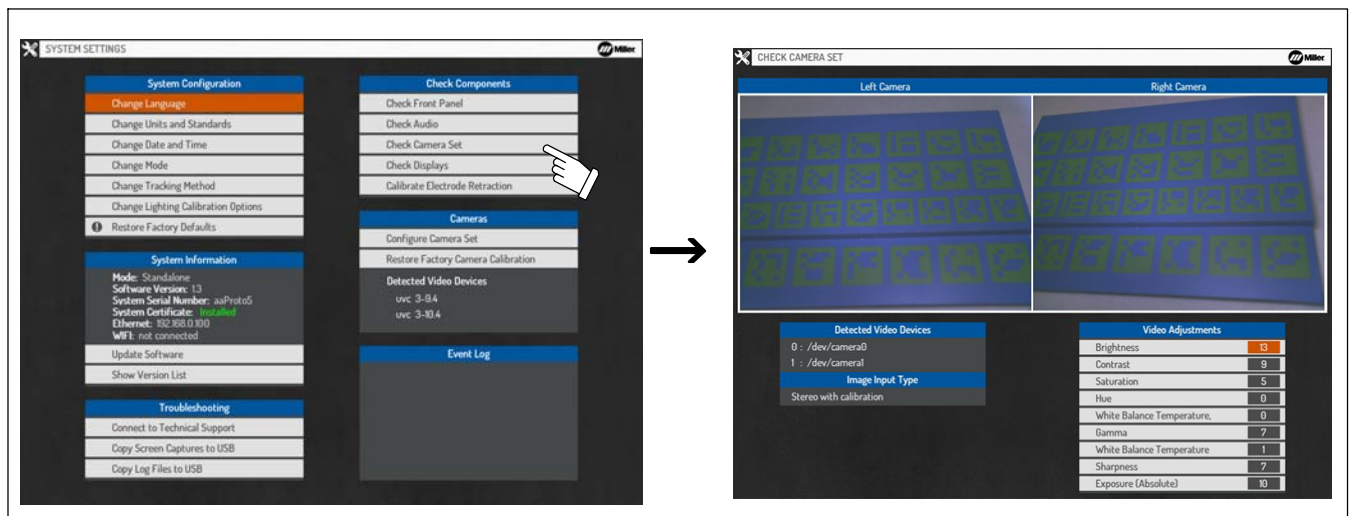 SYSTEM SETTINGS
Miller
System Configuration
Change Language
Change Units and Standards
Change Date and Time
Change Mode
Change Tracking Method
Change Lighting Calibration Options
Restore Factory Defaults
System Information
Mode: Standalone
Software Version: 1.3
System Serial Number: aaProto5
System Certificate: Installed
Ethernet: 192.168.0.100
WIFI: not connected
Update Software
Show Version List
Troubleshooting
Connect to Technical Support
Copy Screen Captures to USB
Copy Log Files to USB
Check Components
Check Front Panel
Check Audio
Check Camera Set
Check Displays
Calibrate Electrode Retraction
Cameras
Configure Camera Set
Restore Factory Camera Calibration
Detected Video Devices
uvc 3-9.4
uvc 3-10.4
Event Log
CHECK CAMERA SET
Miller
Left Camera
Right Camera
Detected Video Devices
0 : /dev/camera0
1 : /dev/camera1
Image Input Type
Stereo with calibration
Video Adjustments
Brightness 13
Contrast 9
Saturation 5
Hue 0
White Balance Temperature, 0
Gamma 7
White Balance Temperature 1
Sharpness 7
Exposure (Absolute) 10